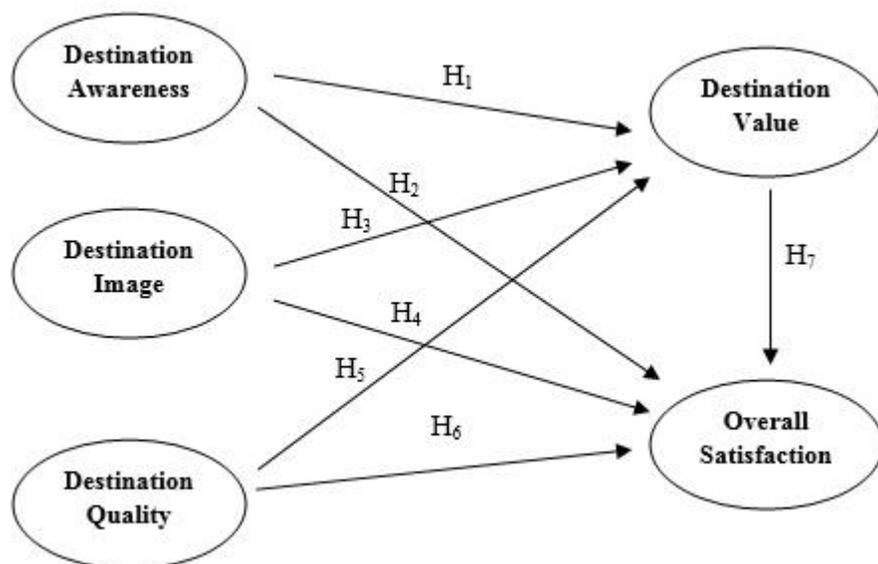 Destination
Awareness
H₁
Destination
Value
H₂
H₃
Destination
Image
H₇
H₄
H₅
Overall
Satisfaction
H₆
Destination
Quality